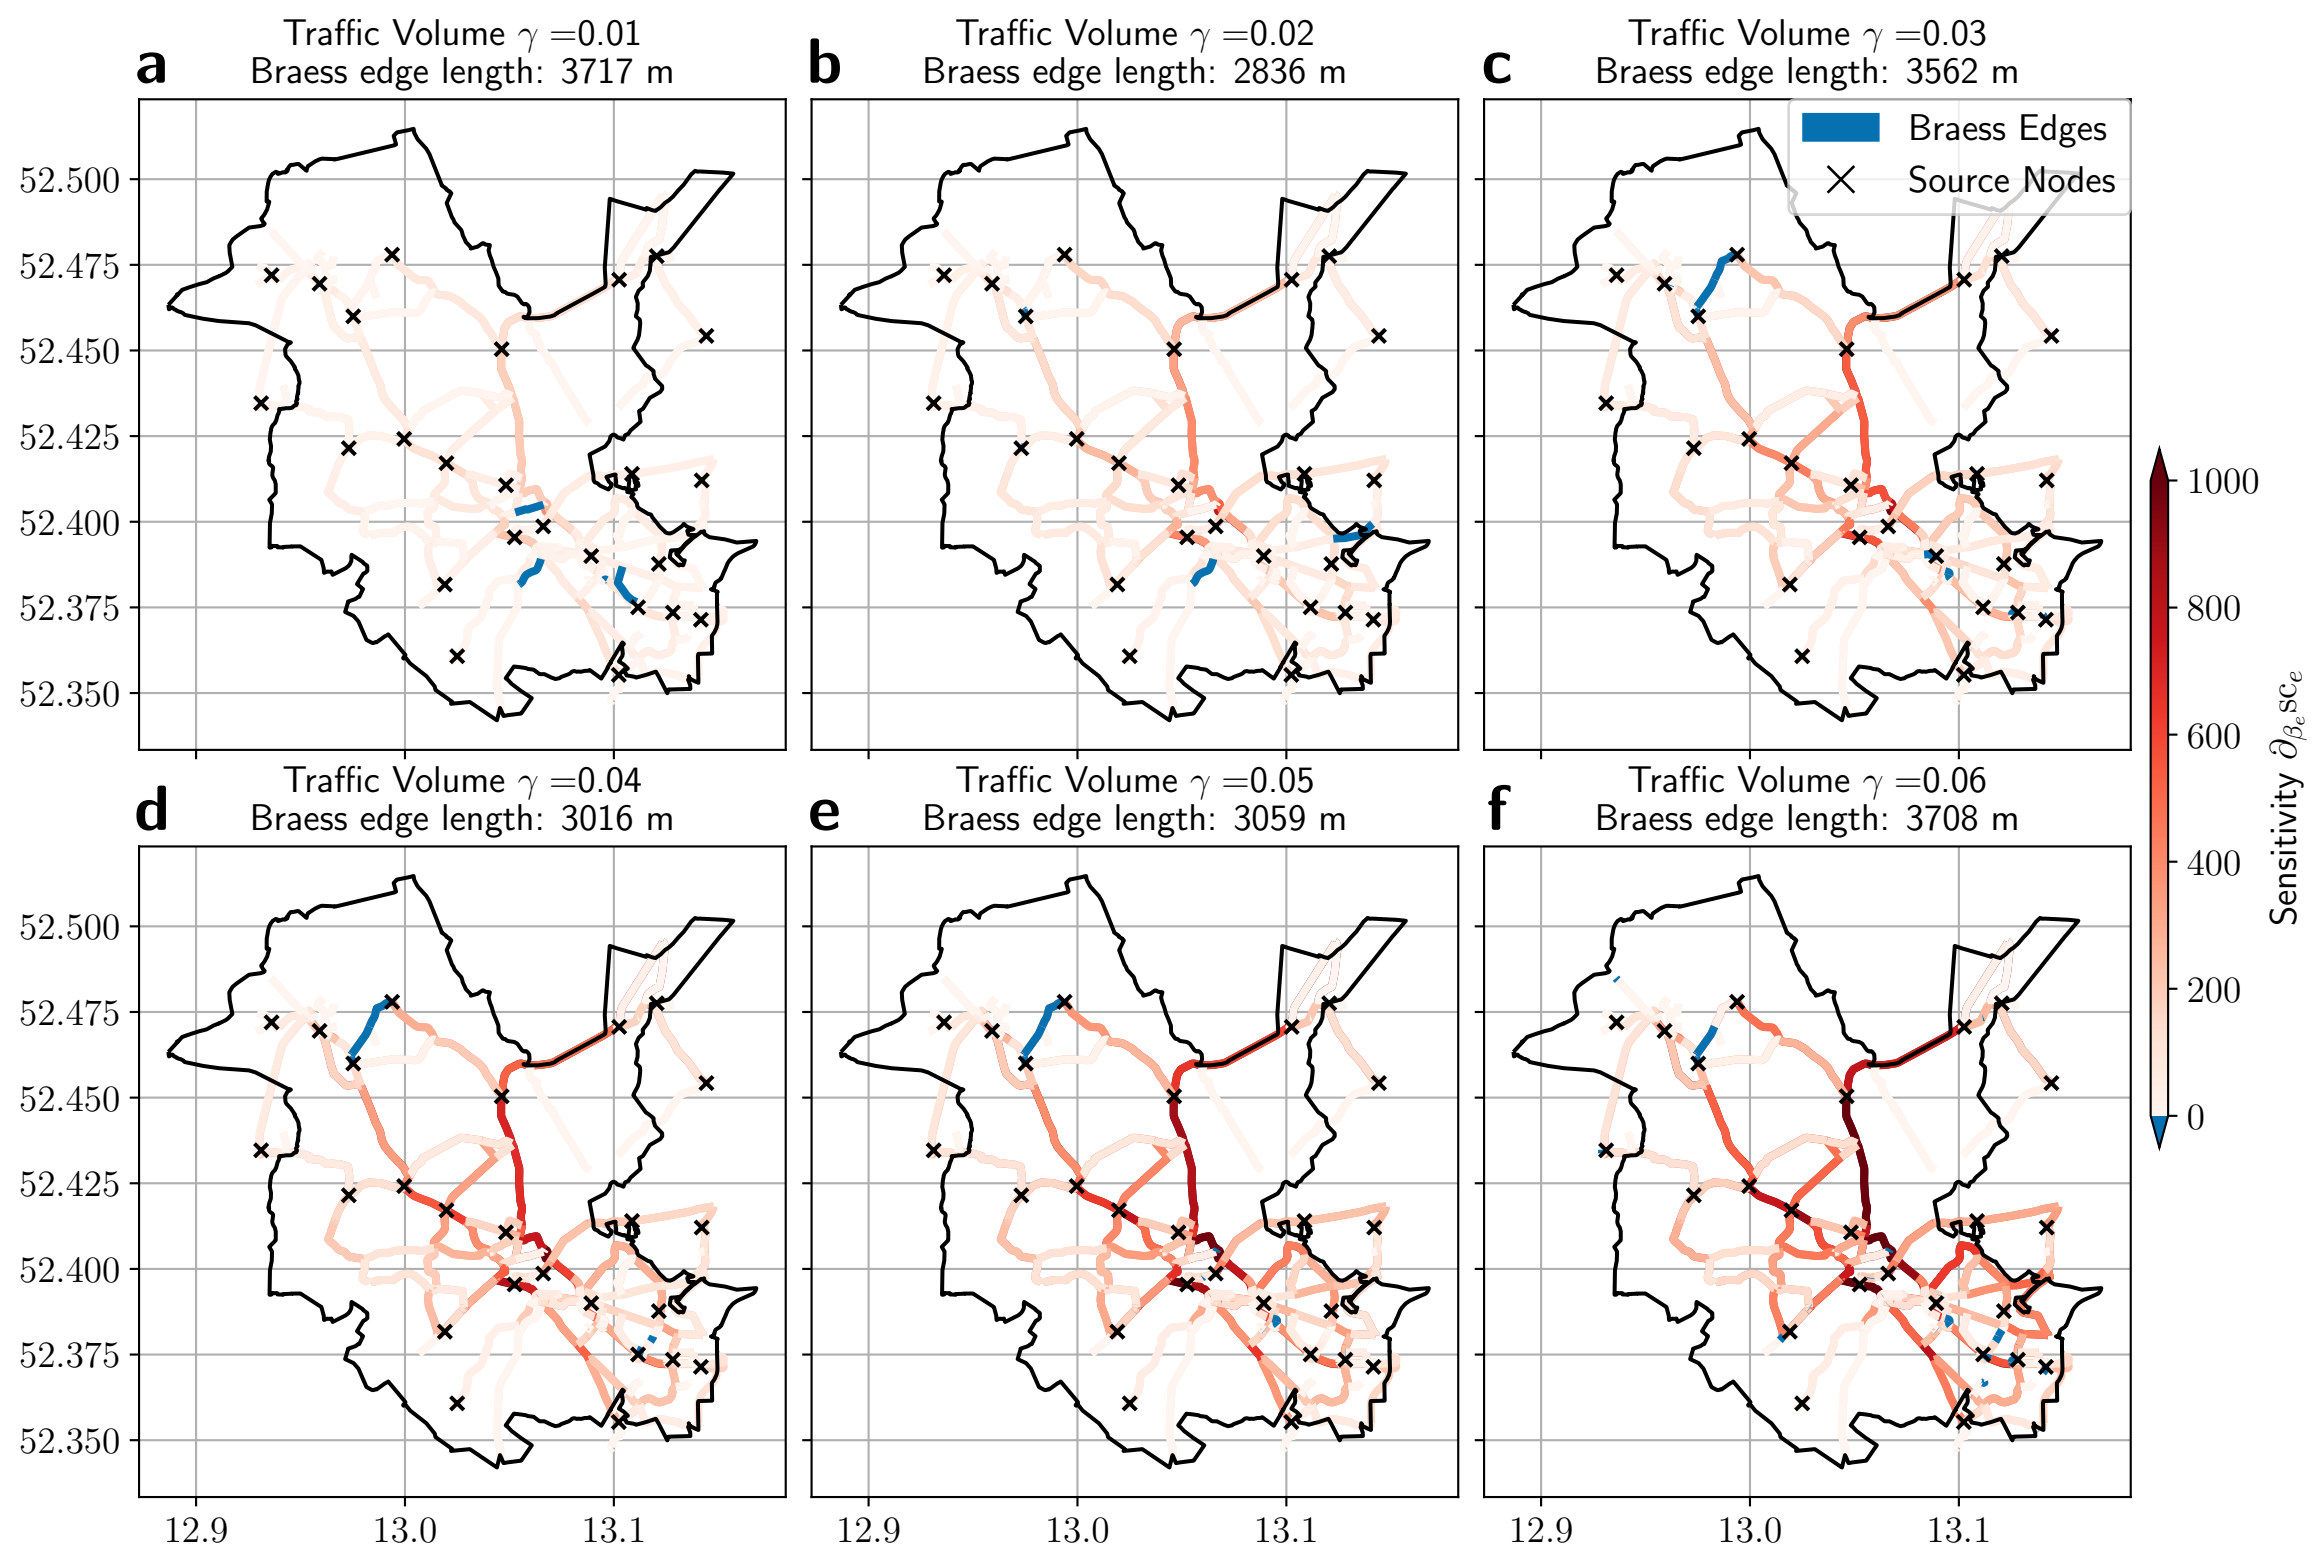 a
Traffic Volume γ =0.01
Braess edge length: 3717 m
b
Traffic Volume γ =0.02
Braess edge length: 2836 m
c
Traffic Volume γ =0.03
Braess edge length: 3562 m
Braess Edges
Source Nodes
52.500
52.475
52.450
52.425
52.400
52.375
52.350
d
Traffic Volume γ =0.04
Braess edge length: 3016 m
e
Traffic Volume γ =0.05
Braess edge length: 3059 m
f
Traffic Volume γ =0.06
Braess edge length: 3708 m
52.500
52.475
52.450
52.425
52.400
52.375
52.350
12.9
13.0
13.1
12.9
13.0
13.1
12.9
13.0
13.1
1000
800
600
400
200
0
Sensitivity ∂βₑscₑ